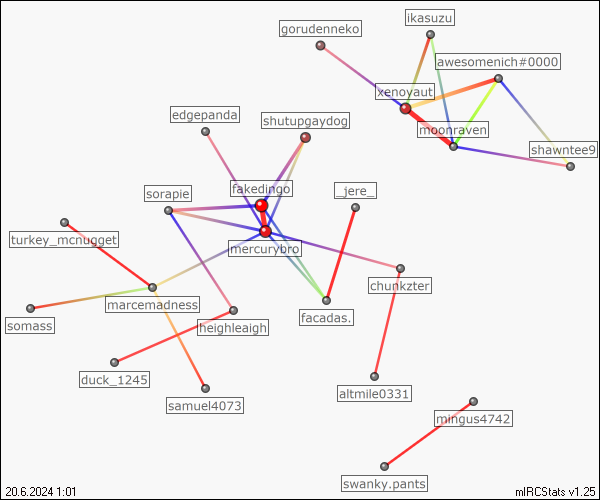 ikasuzu
gorudenneko
awesomenich#0000
xenoyaut
edgepanda
shutupgaydog
moonraven
shawntee9
fakedingo
_jere_
sorapie
turkey_mcnugget
mercurybro
chunkzter
marcemadness
somass
heighleaigh
facadas.
duck_1245
altmile0331
samuel4073
mingus4742
swanky.pants
20.6.2024 1:01
mIRCStats v1.25